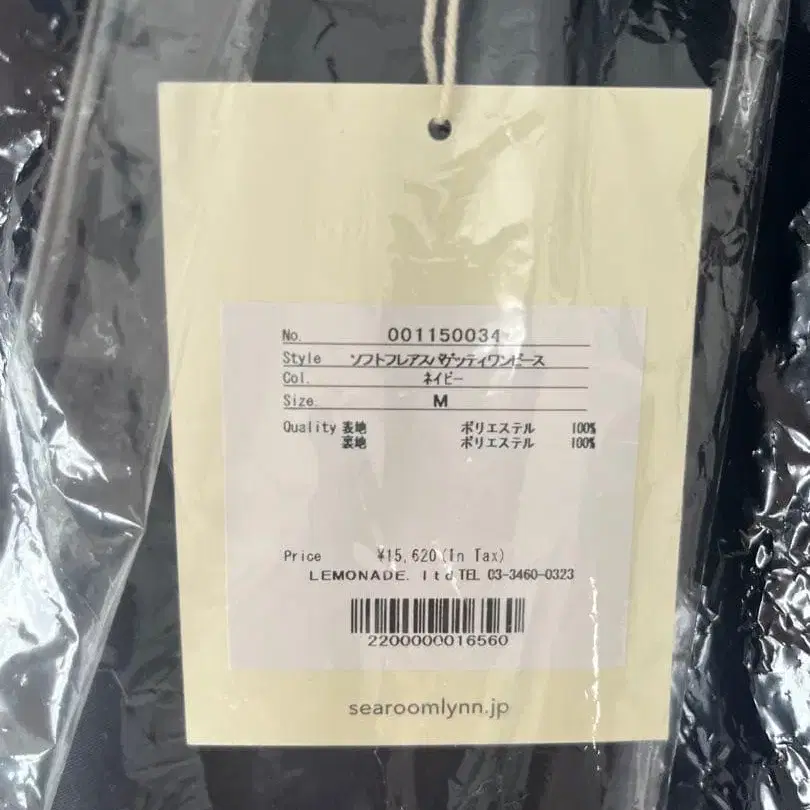 No. 001150034
Style ソフトフレアスパゲッティワンピース
Col. ネイビー
Size. M
Quality 表地 ポリエステル 100%
裏地 ポリエステル 100%
Price ¥15,620(In Tax)
LEMONADE. ltd TEL 03-3460-0323
2200000016560
searoomlynn.jp